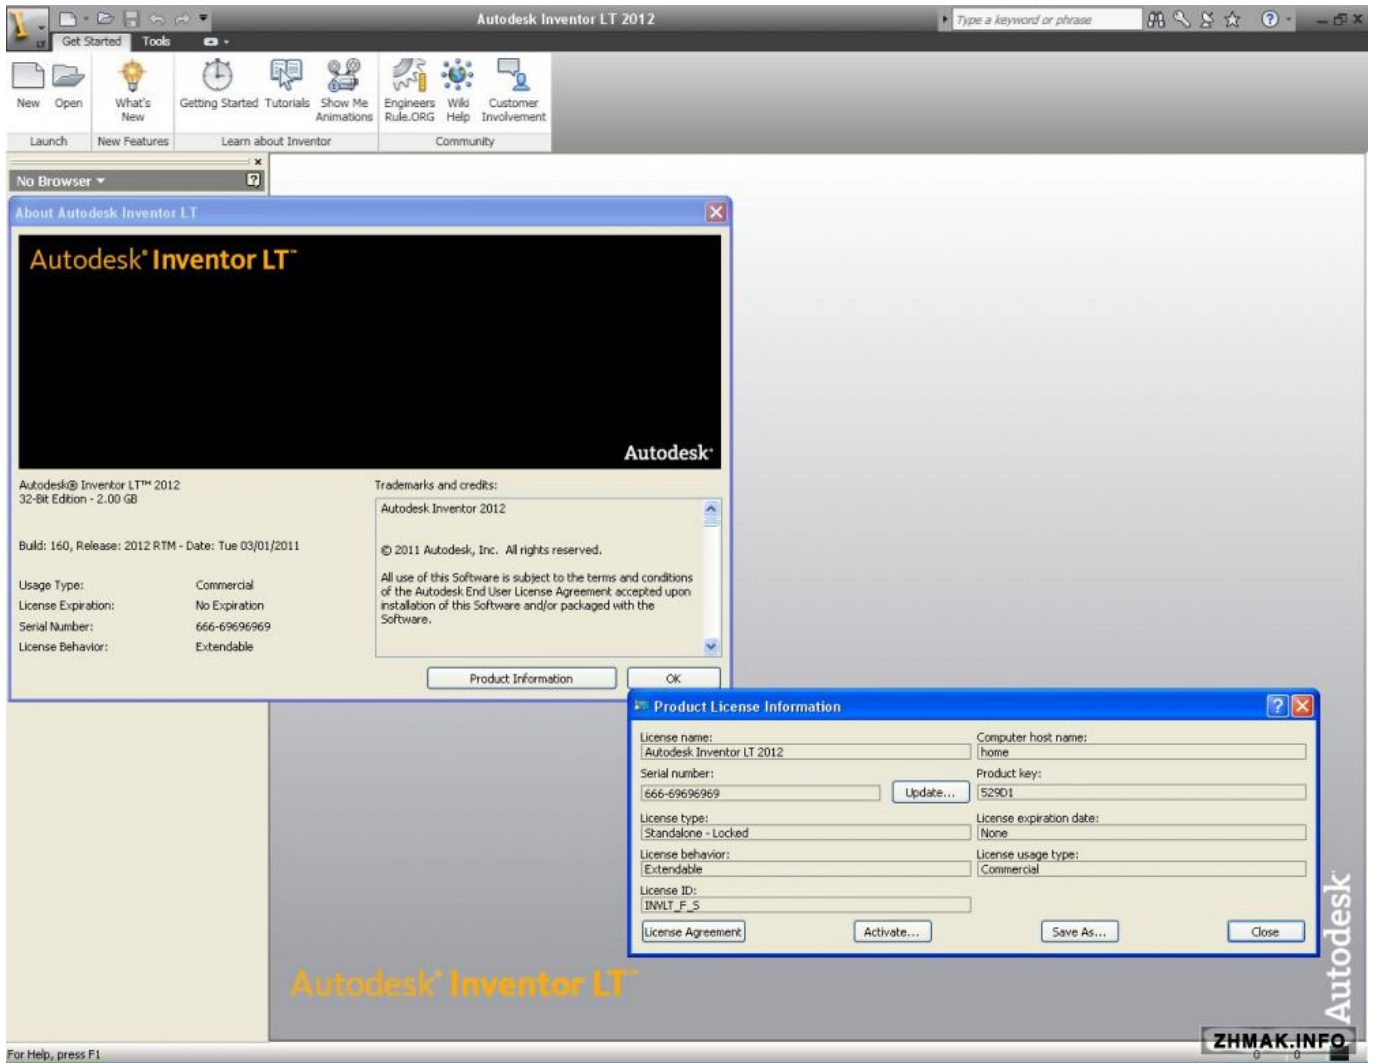 Autodesk Inventor LT 2012
Type a keyword or phrase
LT
Get Started Tools
New Open What's New Getting Started Tutorials Show Me Animations Engineers Rule.ORG Wiki Help Customer Involvement
Launch New Features Learn about Inventor Community
No Browser
About Autodesk Inventor LT
Autodesk® Inventor LT™
Autodesk®
Autodesk® Inventor LT™ 2012
32-Bit Edition - 2.00 GB
Build: 160, Release: 2012 RTM - Date: Tue 03/01/2011
Usage Type: Commercial
License Expiration: No Expiration
Serial Number: 666-69696969
License Behavior: Extendable
Trademarks and credits:
Autodesk Inventor 2012
© 2011 Autodesk, Inc. All rights reserved.
All use of this Software is subject to the terms and conditions
of the Autodesk End User License Agreement accepted upon
installation of this Software and/or packaged with the
Software.
Product Information OK
Product License Information
License name: Computer host name:
Autodesk Inventor LT 2012 home
Serial number: Product key:
666-69696969 Update... 529D1
License type: License expiration date:
Standalone - Locked None
License behavior: License usage type:
Extendable Commercial
License ID:
INVLT_F_S
License Agreement Activate... Save As... Close
Autodesk® Inventor LT™
Autodesk
ZHMAK.INFO
For Help, press F1 0 0